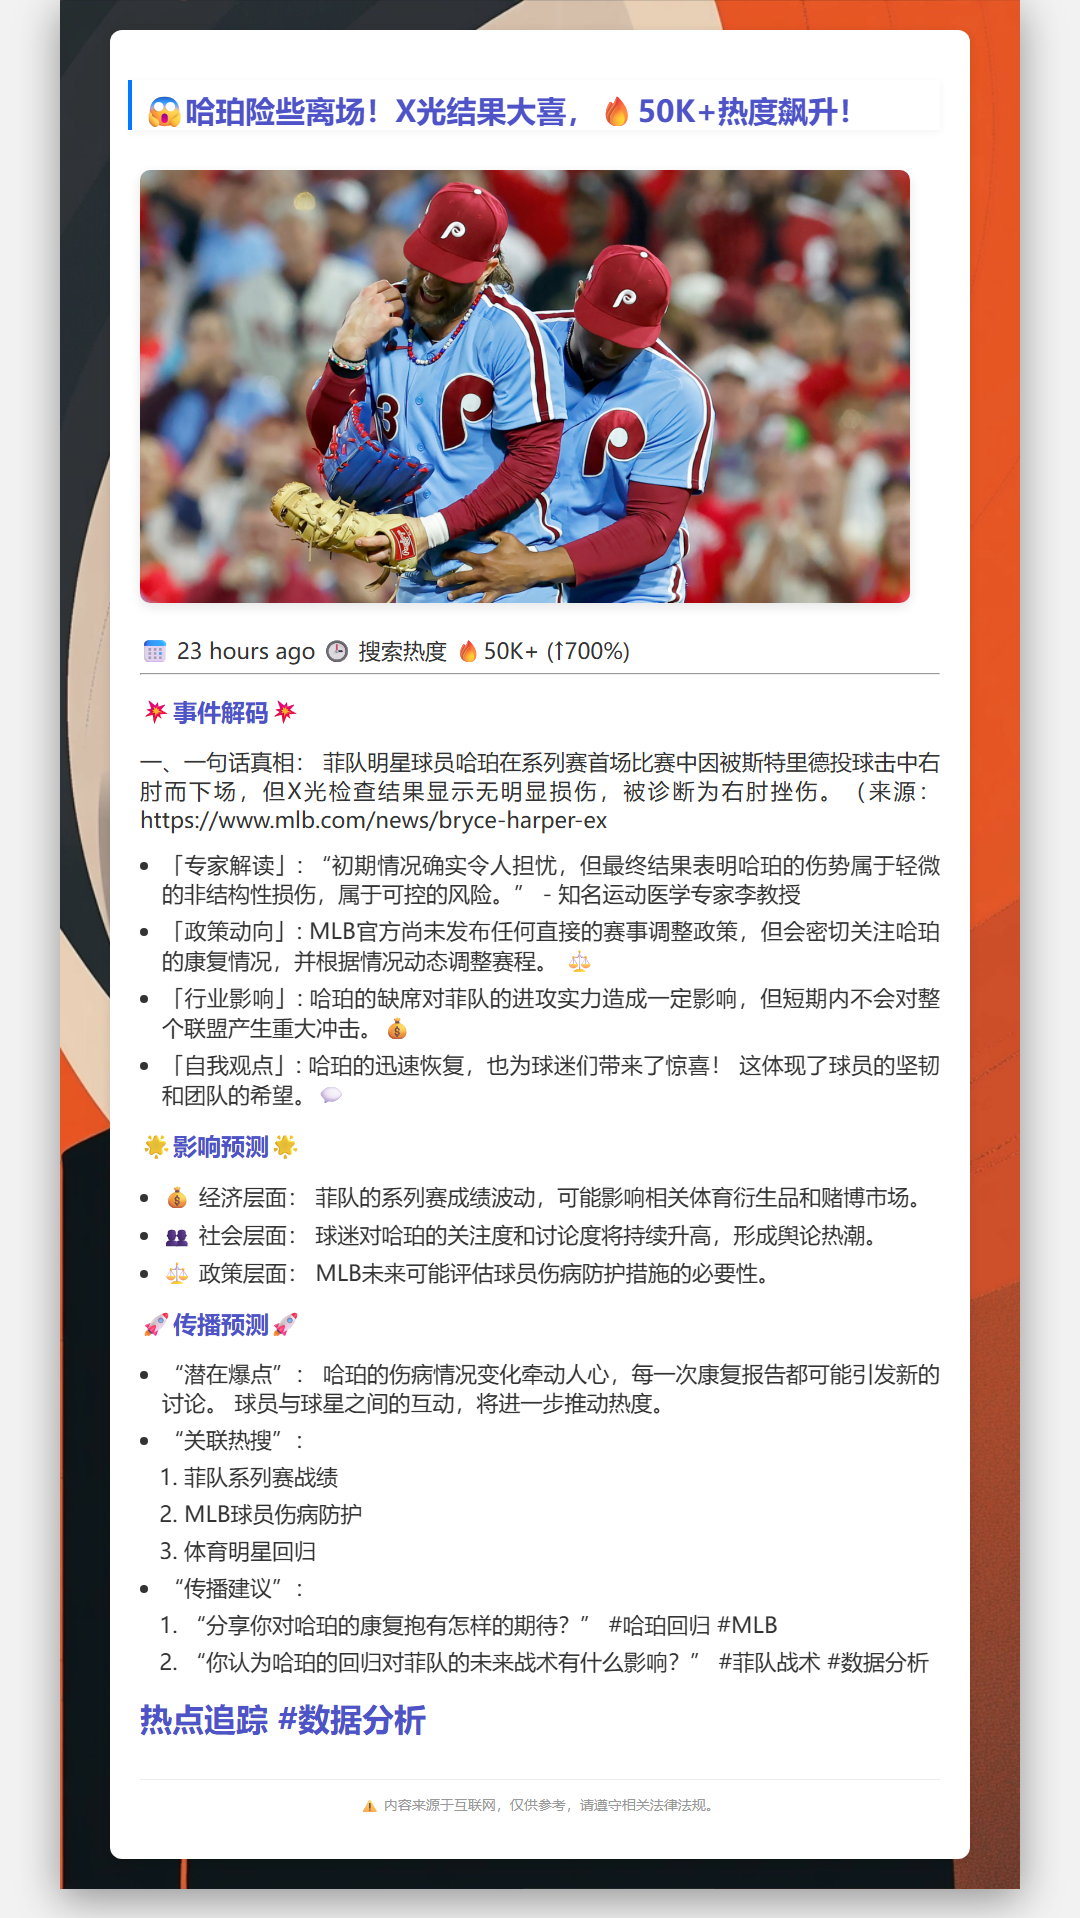 😱哈珀险些离场！X光结果大喜，🔥50K+热度飙升！
📅 23 hours ago 🕒 搜索热度 🔥50K+ (↑700%)
💥事件解码💥
一、一句话真相： 菲队明星球员哈珀在系列赛首场比赛中因被斯特里德投球击中右
肘而下场，但X光检查结果显示无明显损伤，被诊断为右肘挫伤。（来源：
https://www.mlb.com/news/bryce-harper-ex
• 「专家解读」：“初期情况确实令人担忧，但最终结果表明哈珀的伤势属于轻微
的非结构性损伤，属于可控的风险。” - 知名运动医学专家李教授
• 「政策动向」: MLB官方尚未发布任何直接的赛事调整政策，但会密切关注哈珀
的康复情况，并根据情况动态调整赛程。 ⚖️
• 「行业影响」: 哈珀的缺席对菲队的进攻实力造成一定影响，但短期内不会对整
个联盟产生重大冲击。 💰
• 「自我观点」: 哈珀的迅速恢复，也为球迷们带来了惊喜！ 这体现了球员的坚韧
和团队的希望。 💬
🌟影响预测🌟
• 💰 经济层面： 菲队的系列赛成绩波动，可能影响相关体育衍生品和赌博市场。
• 👥 社会层面： 球迷对哈珀的关注度和讨论度将持续升高，形成舆论热潮。
• ⚖️ 政策层面： MLB未来可能评估球员伤病防护措施的必要性。
🚀传播预测🚀
• “潜在爆点”： 哈珀的伤病情况变化牵动人心，每一次康复报告都可能引发新的
讨论。 球员与球星之间的互动，将进一步推动热度。
• “关联热搜”：
1. 菲队系列赛战绩
2. MLB球员伤病防护
3. 体育明星回归
• “传播建议”：
1. “分享你对哈珀的康复抱有怎样的期待？” #哈珀回归 #MLB
2. “你认为哈珀的回归对菲队的未来战术有什么影响？” #菲队战术 #数据分析
热点追踪 #数据分析
⚠️ 内容来源于互联网，仅供参考，请遵守相关法律法规。